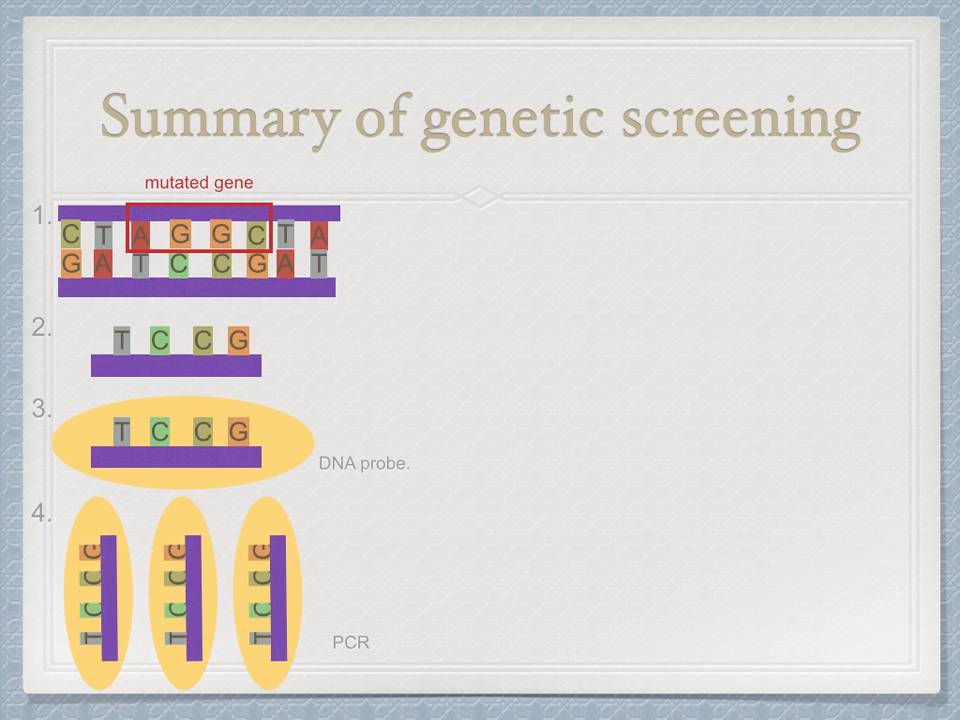 Summary of genetic screening
mutated gene
1.
C T A G G C T A
G A T C C G A T
2.
T C C G
3.
T C C G
DNA probe.
4.
T C C G
T C C G
T C C G
PCR